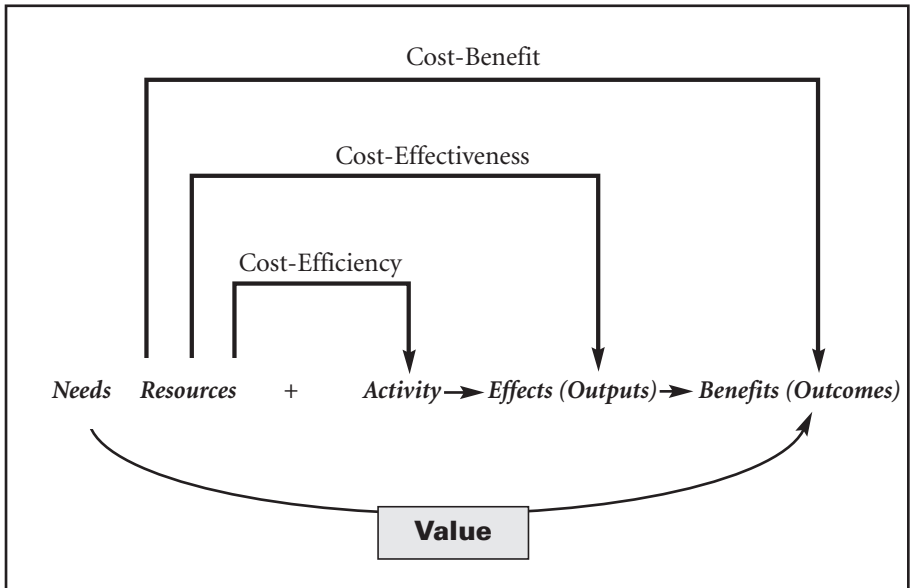 Cost-Benefit
Cost-Effectiveness
Cost-Efficiency
Needs Resources + Activity Effects (Outputs) Benefits (Outcomes)
Value